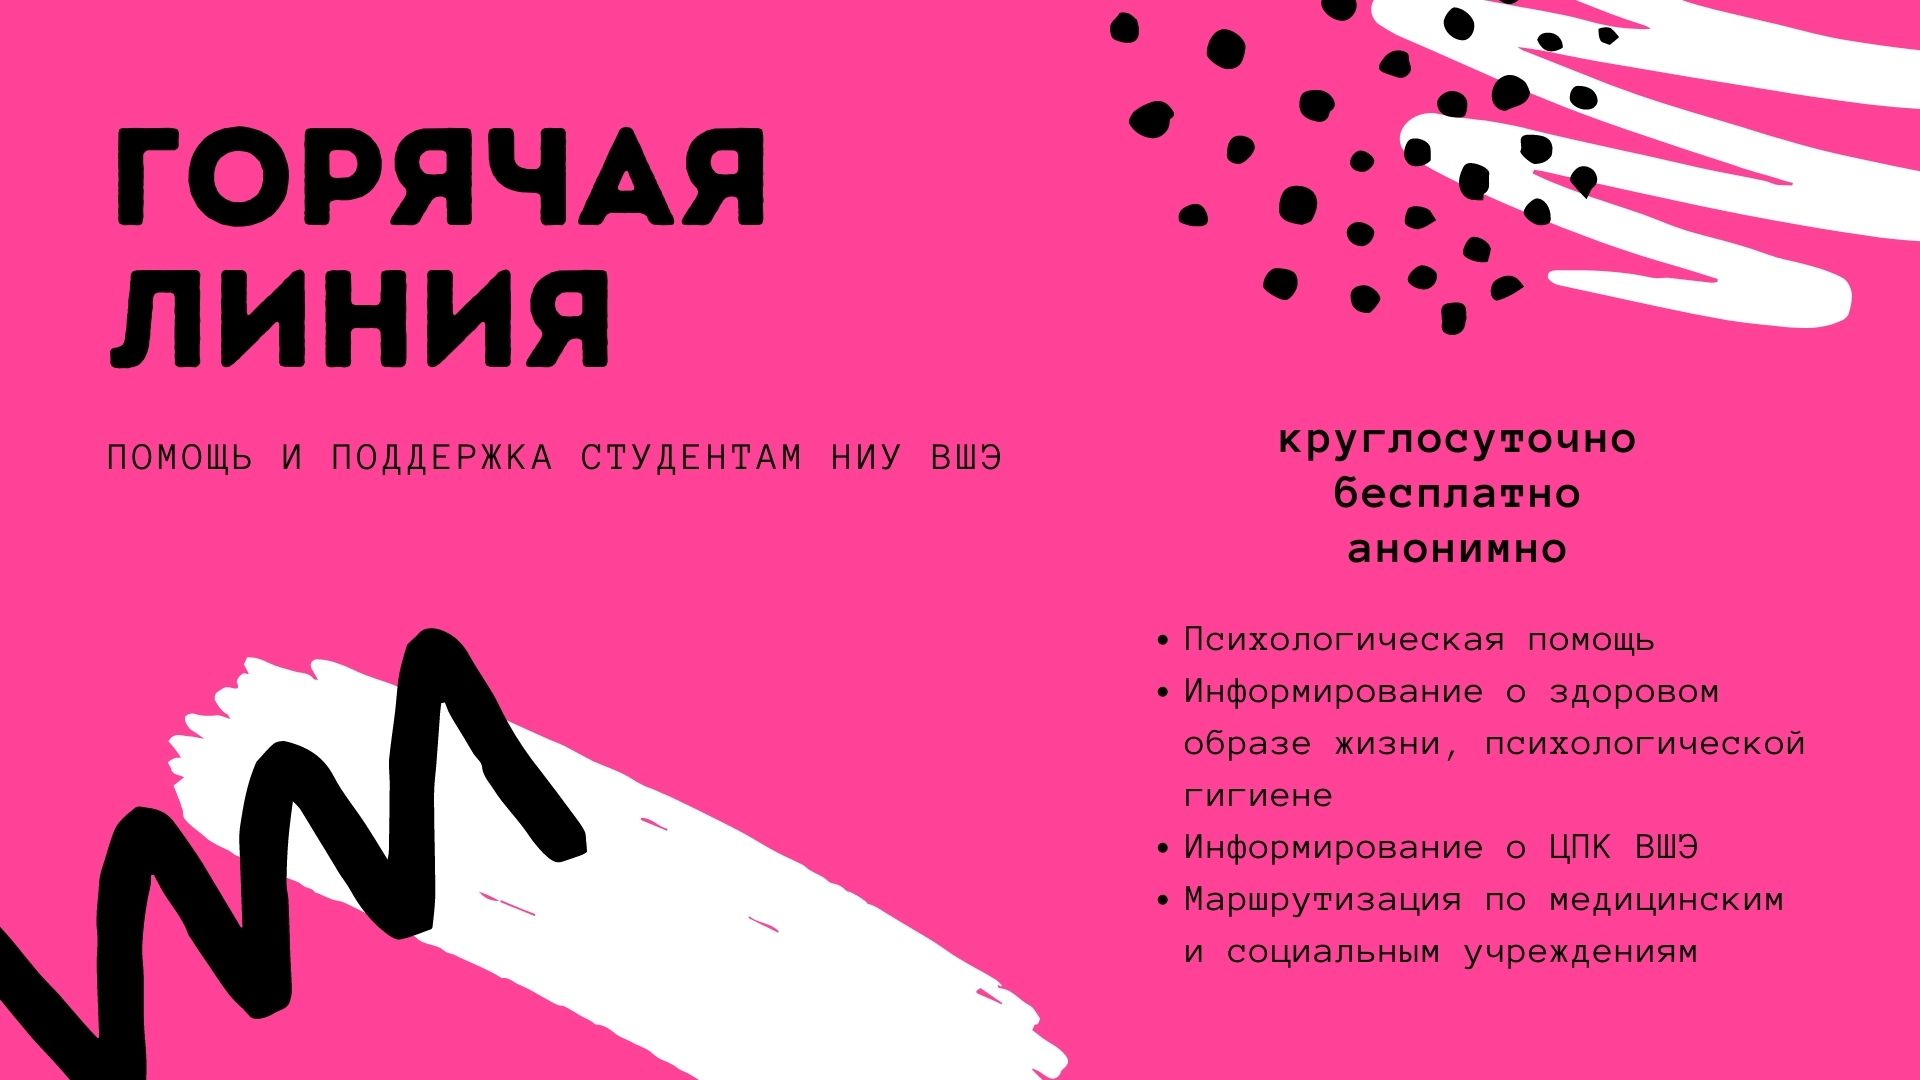 ГОРЯЧАЯ
ЛИНИЯ
ПОМОЩЬ И ПОДДЕРЖКА СТУДЕНТАМ НИУ ВШЭ
круглосуточно
бесплатно
анонимно
• Психологическая помощь
• Информирование о здоровом
образе жизни, психологической
гигиене
• Информирование о ЦПК ВШЭ
• Маршрутизация по медицинским
и социальным учреждениям